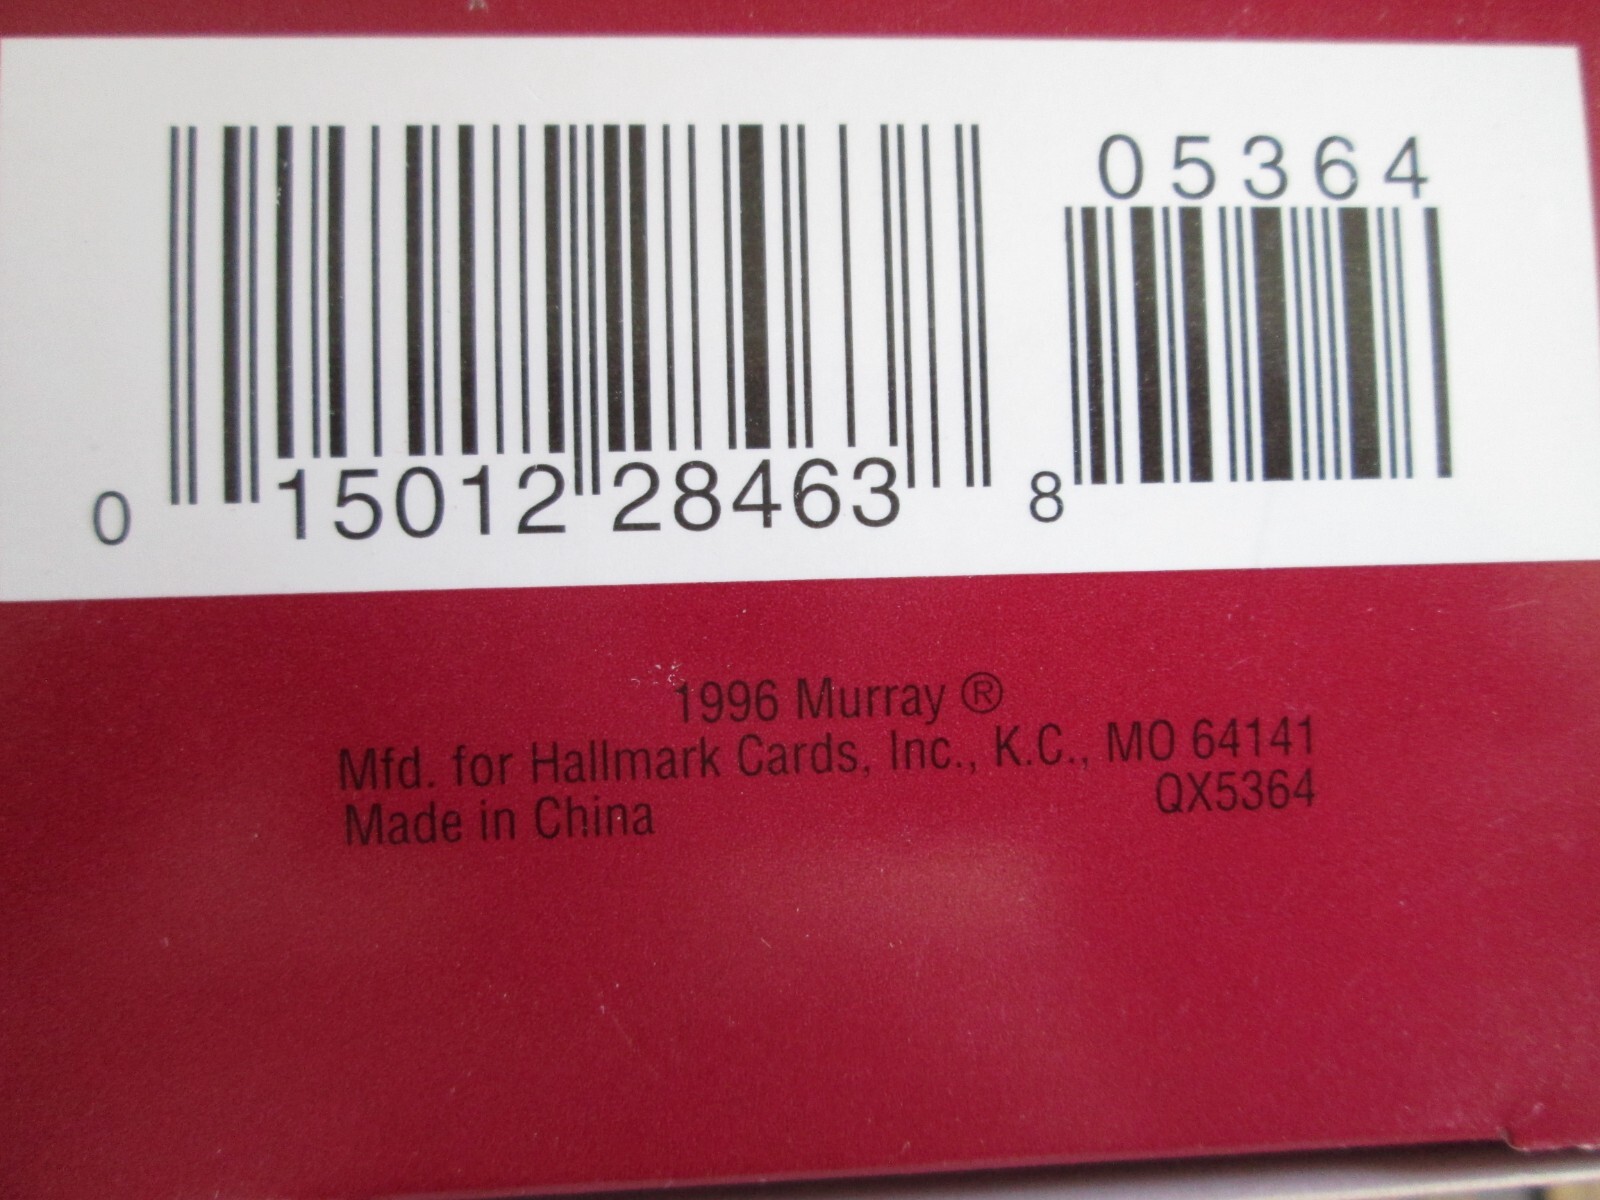 05364
0 15012 28463 8
1996 Murray ®
Mfd. for Hallmark Cards, Inc., K.C., MO 64141
Made in China QX5364